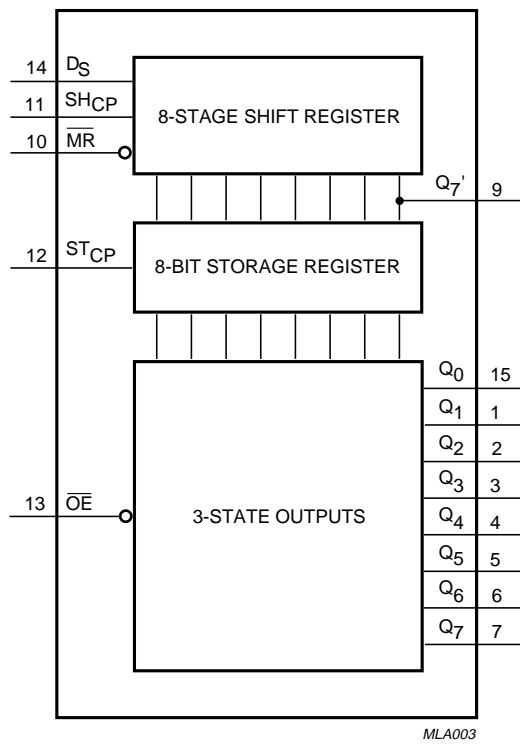 14 DS
11 SHCP
10 MR
8-STAGE SHIFT REGISTER
Q7' 9
12 STCP
8-BIT STORAGE REGISTER
Q0 15
Q1 1
Q2 2
Q3 3
13 OE
3-STATE OUTPUTS
Q4 4
Q5 5
Q6 6
Q7 7
MLA003